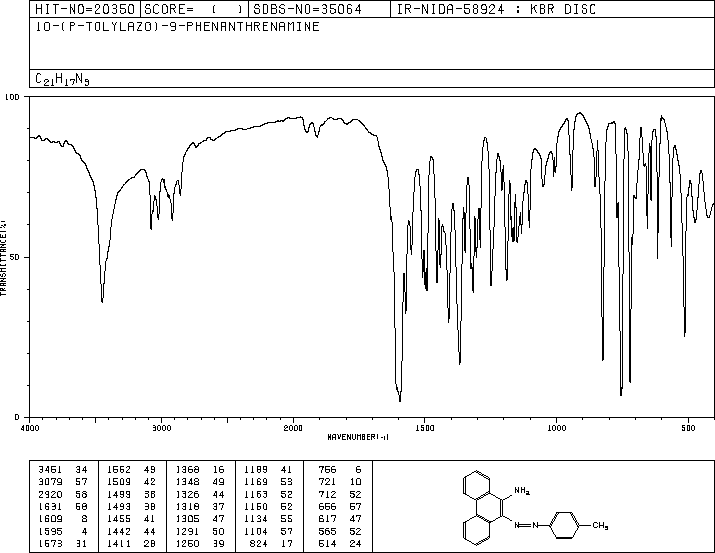 HIT-NO=20350 SCORE= ( ) SDBS-NO=35064 IR-NIDA-58924 : KBR DISC
10-(P-TOLYLAZO)-9-PHENANTHRENAMINE
C21H17N3
100
50
0
TRANSMITTANCE(%)
4000 3000 2000 1500 1000 500
WAVENUMBER(-1)
3451 34 1552 49 1368 16 1189 41 756 6
3079 57 1509 42 1348 49 1169 53 721 10
2920 58 1499 38 1326 44 1163 52 712 52
1631 60 1493 38 1318 37 1160 52 656 57
1609 8 1455 41 1305 47 1134 55 617 47
1595 4 1442 44 1291 50 1104 57 565 52
1573 31 1411 28 1250 39 824 17 514 24
NH2
N=N
CH3